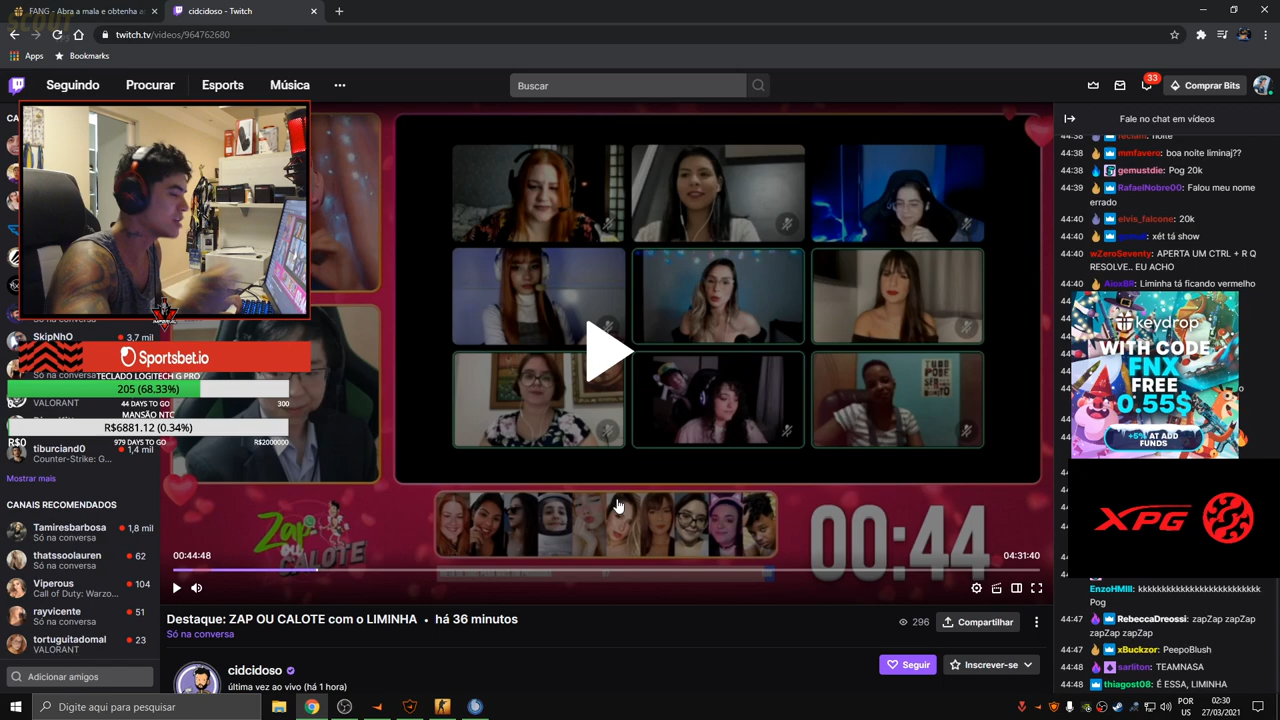 FANG - Abra a mala e obtenha a
cidcidoso - Twitch
twitch.tv/videos/964762680
Apps
Bookmarks
Seguindo
Procurar
Esports
Música
Buscar
33
Comprar Bits
Fale no chat em vídeos
44:38 mmfavero: boa noite liminaj??
44:38 gemustdie: Pog 20k
44:39 RafaelNobre00: Falou meu nome
errado
44:40 elvis_falcone: 20k
44:40 xét tá show
wZeroSeventy: APERTA UM CTRL + R Q
RESOLVE.. EU ACHO
44:40 AioxBR: Liminha tá ficando vermelho
keydrop
WITH CODE
FNX
FREE
0.55$
+5% AT ADD
FUNDS
XPG
EnzoHMIII: kkkkkkkkkkkkkkkkkkkkkkkkkk
Pog
44:47 RebeccaDreossi: zapZap zapZap
zapZap zapZap
44:47 xBuckzor: PeepoBlush
44:48 sarliton: TEAMNASA
44:48 thiagost08: É ESSA, LIMINHA
IMPERIAL
SkipNhO
3,7 mil
Sportsbet.io
Só na conversa
TECLADO LOGITECH G PRO
205 (68.33%)
VALORANT
44 DAYS TO GO
300
MANSÃO NTC
R$6881.12 (0.34%)
R$0
979 DAYS TO GO
R$2000000
tiburciand0
1,4 mil
Counter-Strike: G...
Mostrar mais
CANAIS RECOMENDADOS
Tamiresbarbosa
1,8 mil
Só na conversa
thatssoolauren
62
Só na conversa
Viperous
104
Call of Duty: Warzo...
rayvicente
51
Só na conversa
tortuguitadomal
23
VALORANT
Adicionar amigos
TUDO
PODE
SER
Zap
ou
CALOTE
00:44
00:44:48
04:31:40
Destaque: ZAP OU CALOTE com o LIMINHA • há 36 minutos
Só na conversa
296
Compartilhar
cidcidoso
última vez ao vivo (há 1 hora)
Seguir
Inscrever-se
Digite aqui para pesquisar
POR
US
02:30
27/03/2021